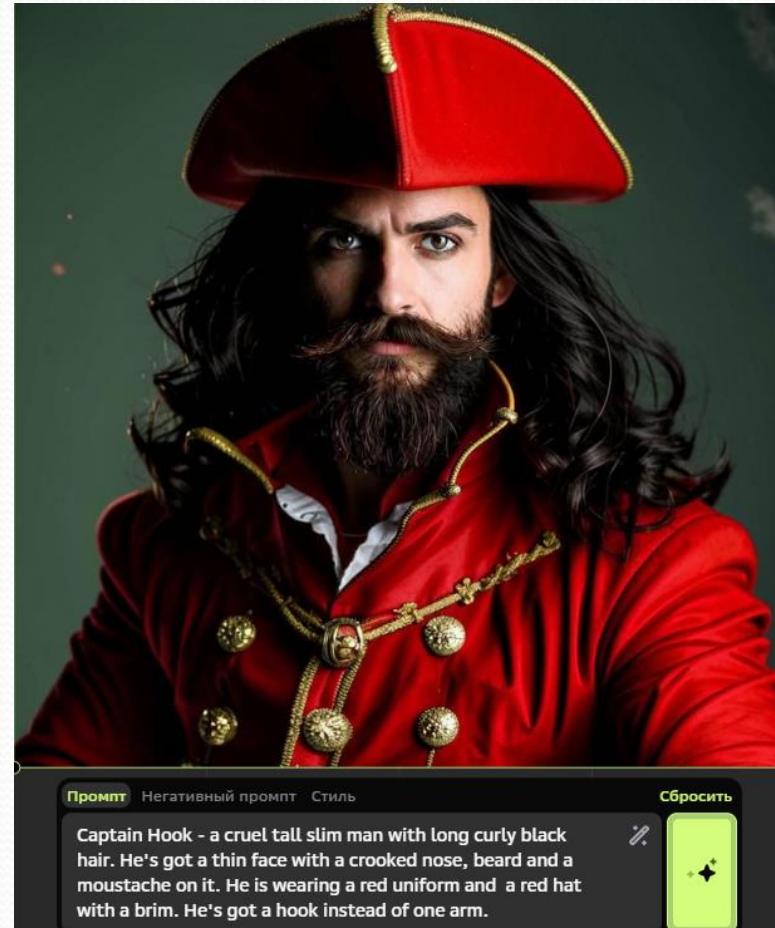 Промпт Негативный промпт Стиль Сбросить
Captain Hook - a cruel tall slim man with long curly black
hair. He's got a thin face with a crooked nose, beard and a
moustache on it. He is wearing a red uniform and  a red hat
with a brim. He's got a hook instead of one arm.